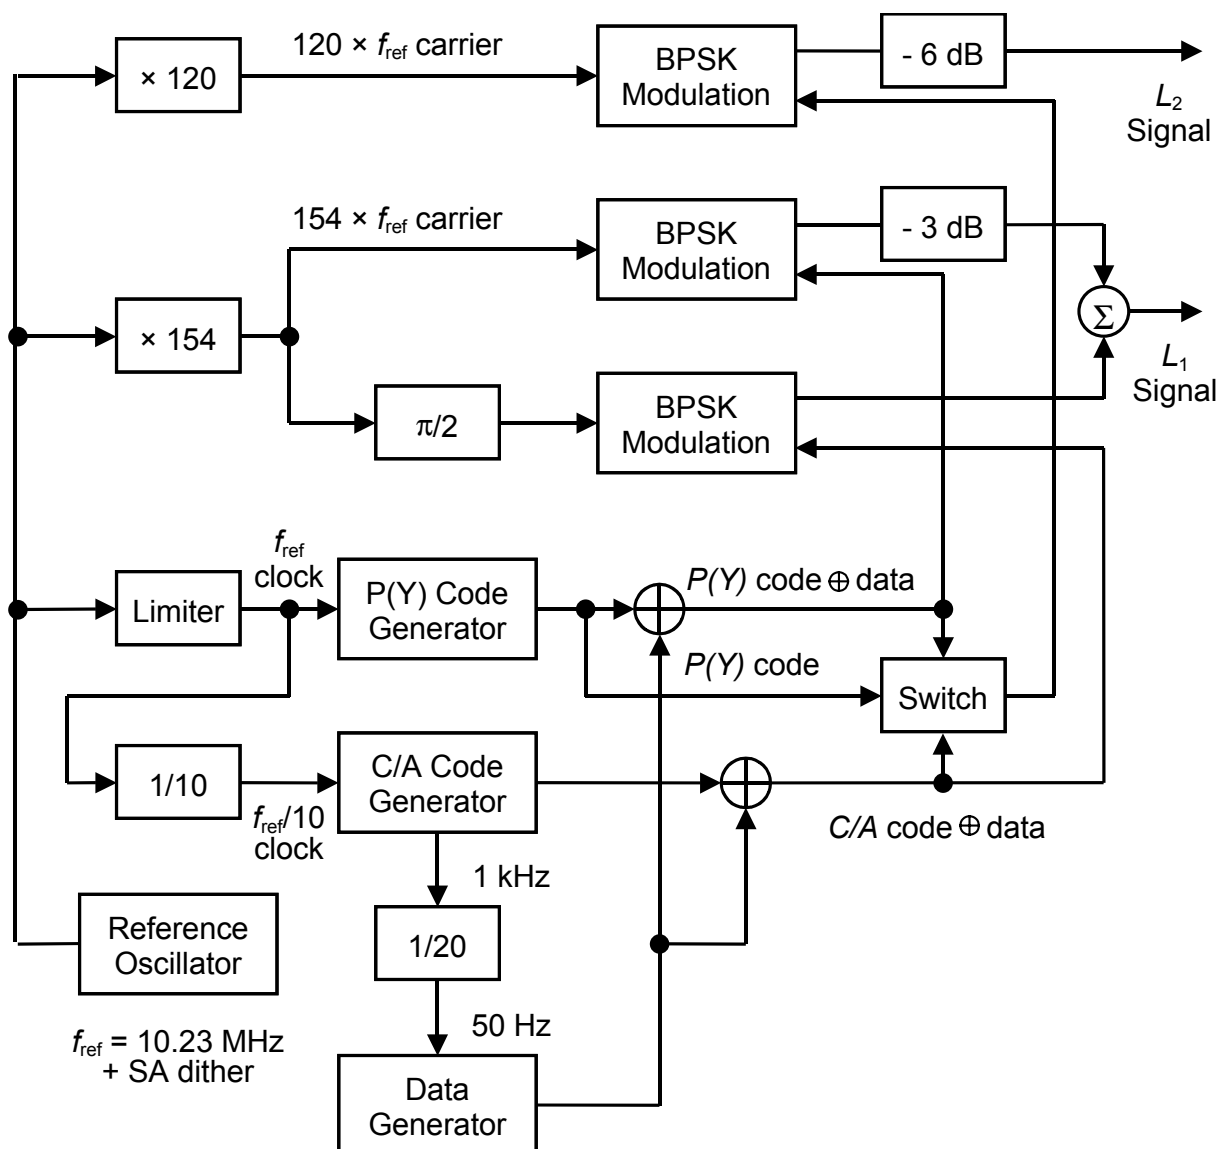 120 × fref carrier
× 120
BPSK
Modulation
- 6 dB
L2
Signal
154 × fref carrier
BPSK
Modulation
- 3 dB
× 154
Σ
L1
Signal
π/2
BPSK
Modulation
fref
clock
Limiter
P(Y) Code
Generator
P(Y) code ⊕ data
P(Y) code
Switch
1/10
fref/10
clock
C/A Code
Generator
C/A code ⊕ data
1 kHz
Reference
Oscillator
1/20
fref = 10.23 MHz
+ SA dither
50 Hz
Data
Generator